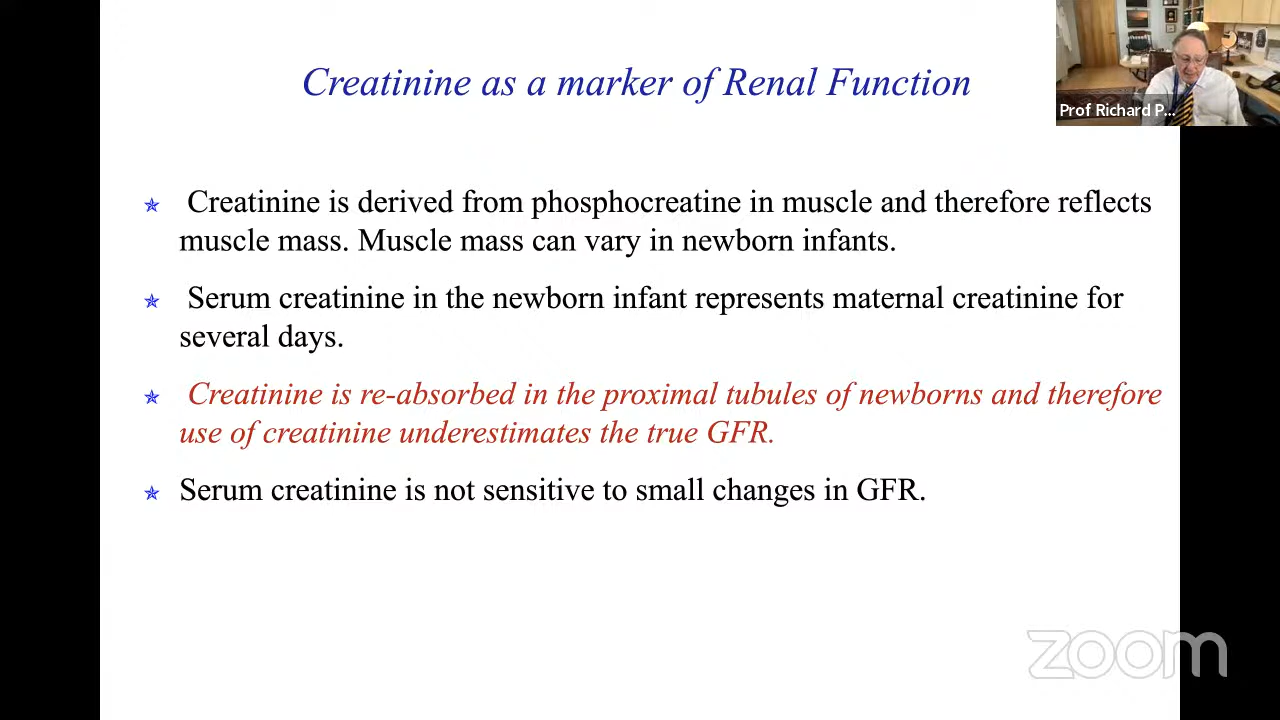 Creatinine as a marker of Renal Function
Prof Richard P...
Creatinine is derived from phosphocreatine in muscle and therefore reflects
muscle mass. Muscle mass can vary in newborn infants.
Serum creatinine in the newborn infant represents maternal creatinine for
several days.
Creatinine is re-absorbed in the proximal tubules of newborns and therefore
use of creatinine underestimates the true GFR.
Serum creatinine is not sensitive to small changes in GFR.
zoom